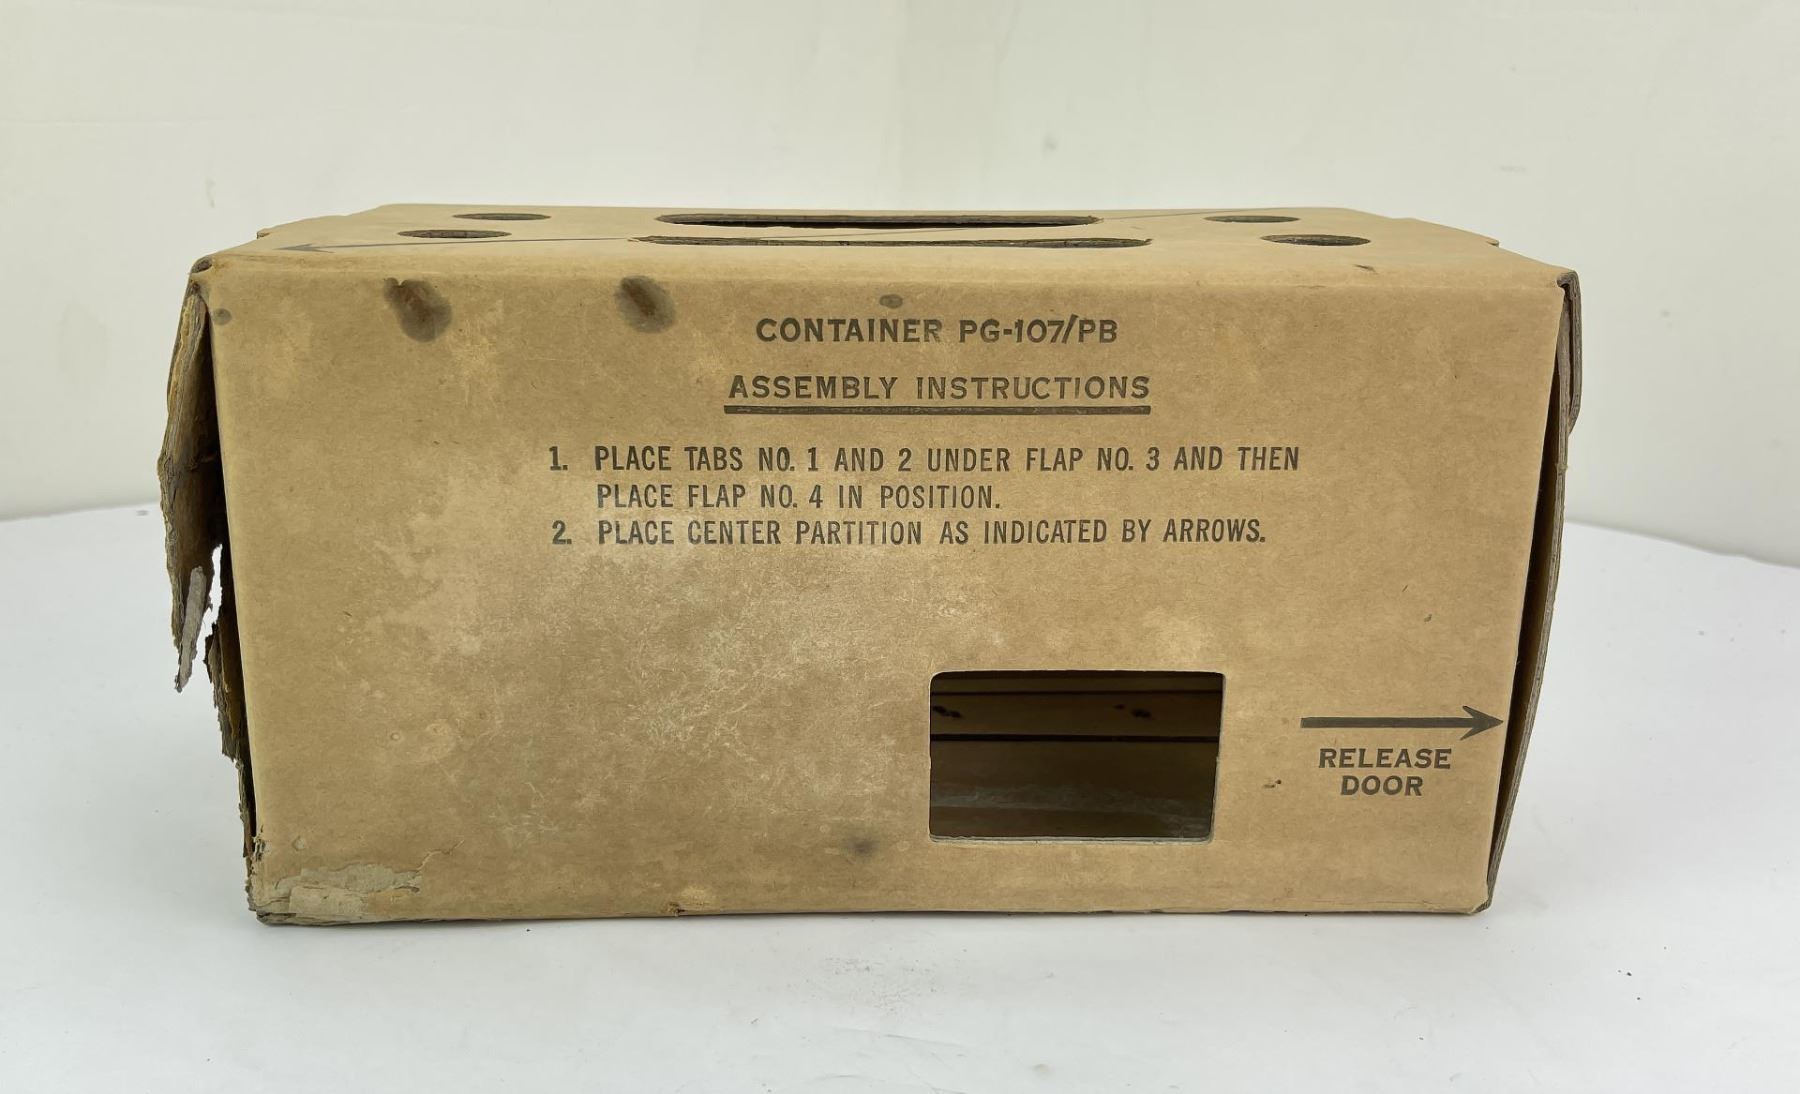 CONTAINER PG-107/PB
ASSEMBLY INSTRUCTIONS
1. PLACE TABS NO. 1 AND 2 UNDER FLAP NO. 3 AND THEN
PLACE FLAP NO. 4 IN POSITION.
2. PLACE CENTER PARTITION AS INDICATED BY ARROWS.
RELEASE
DOOR